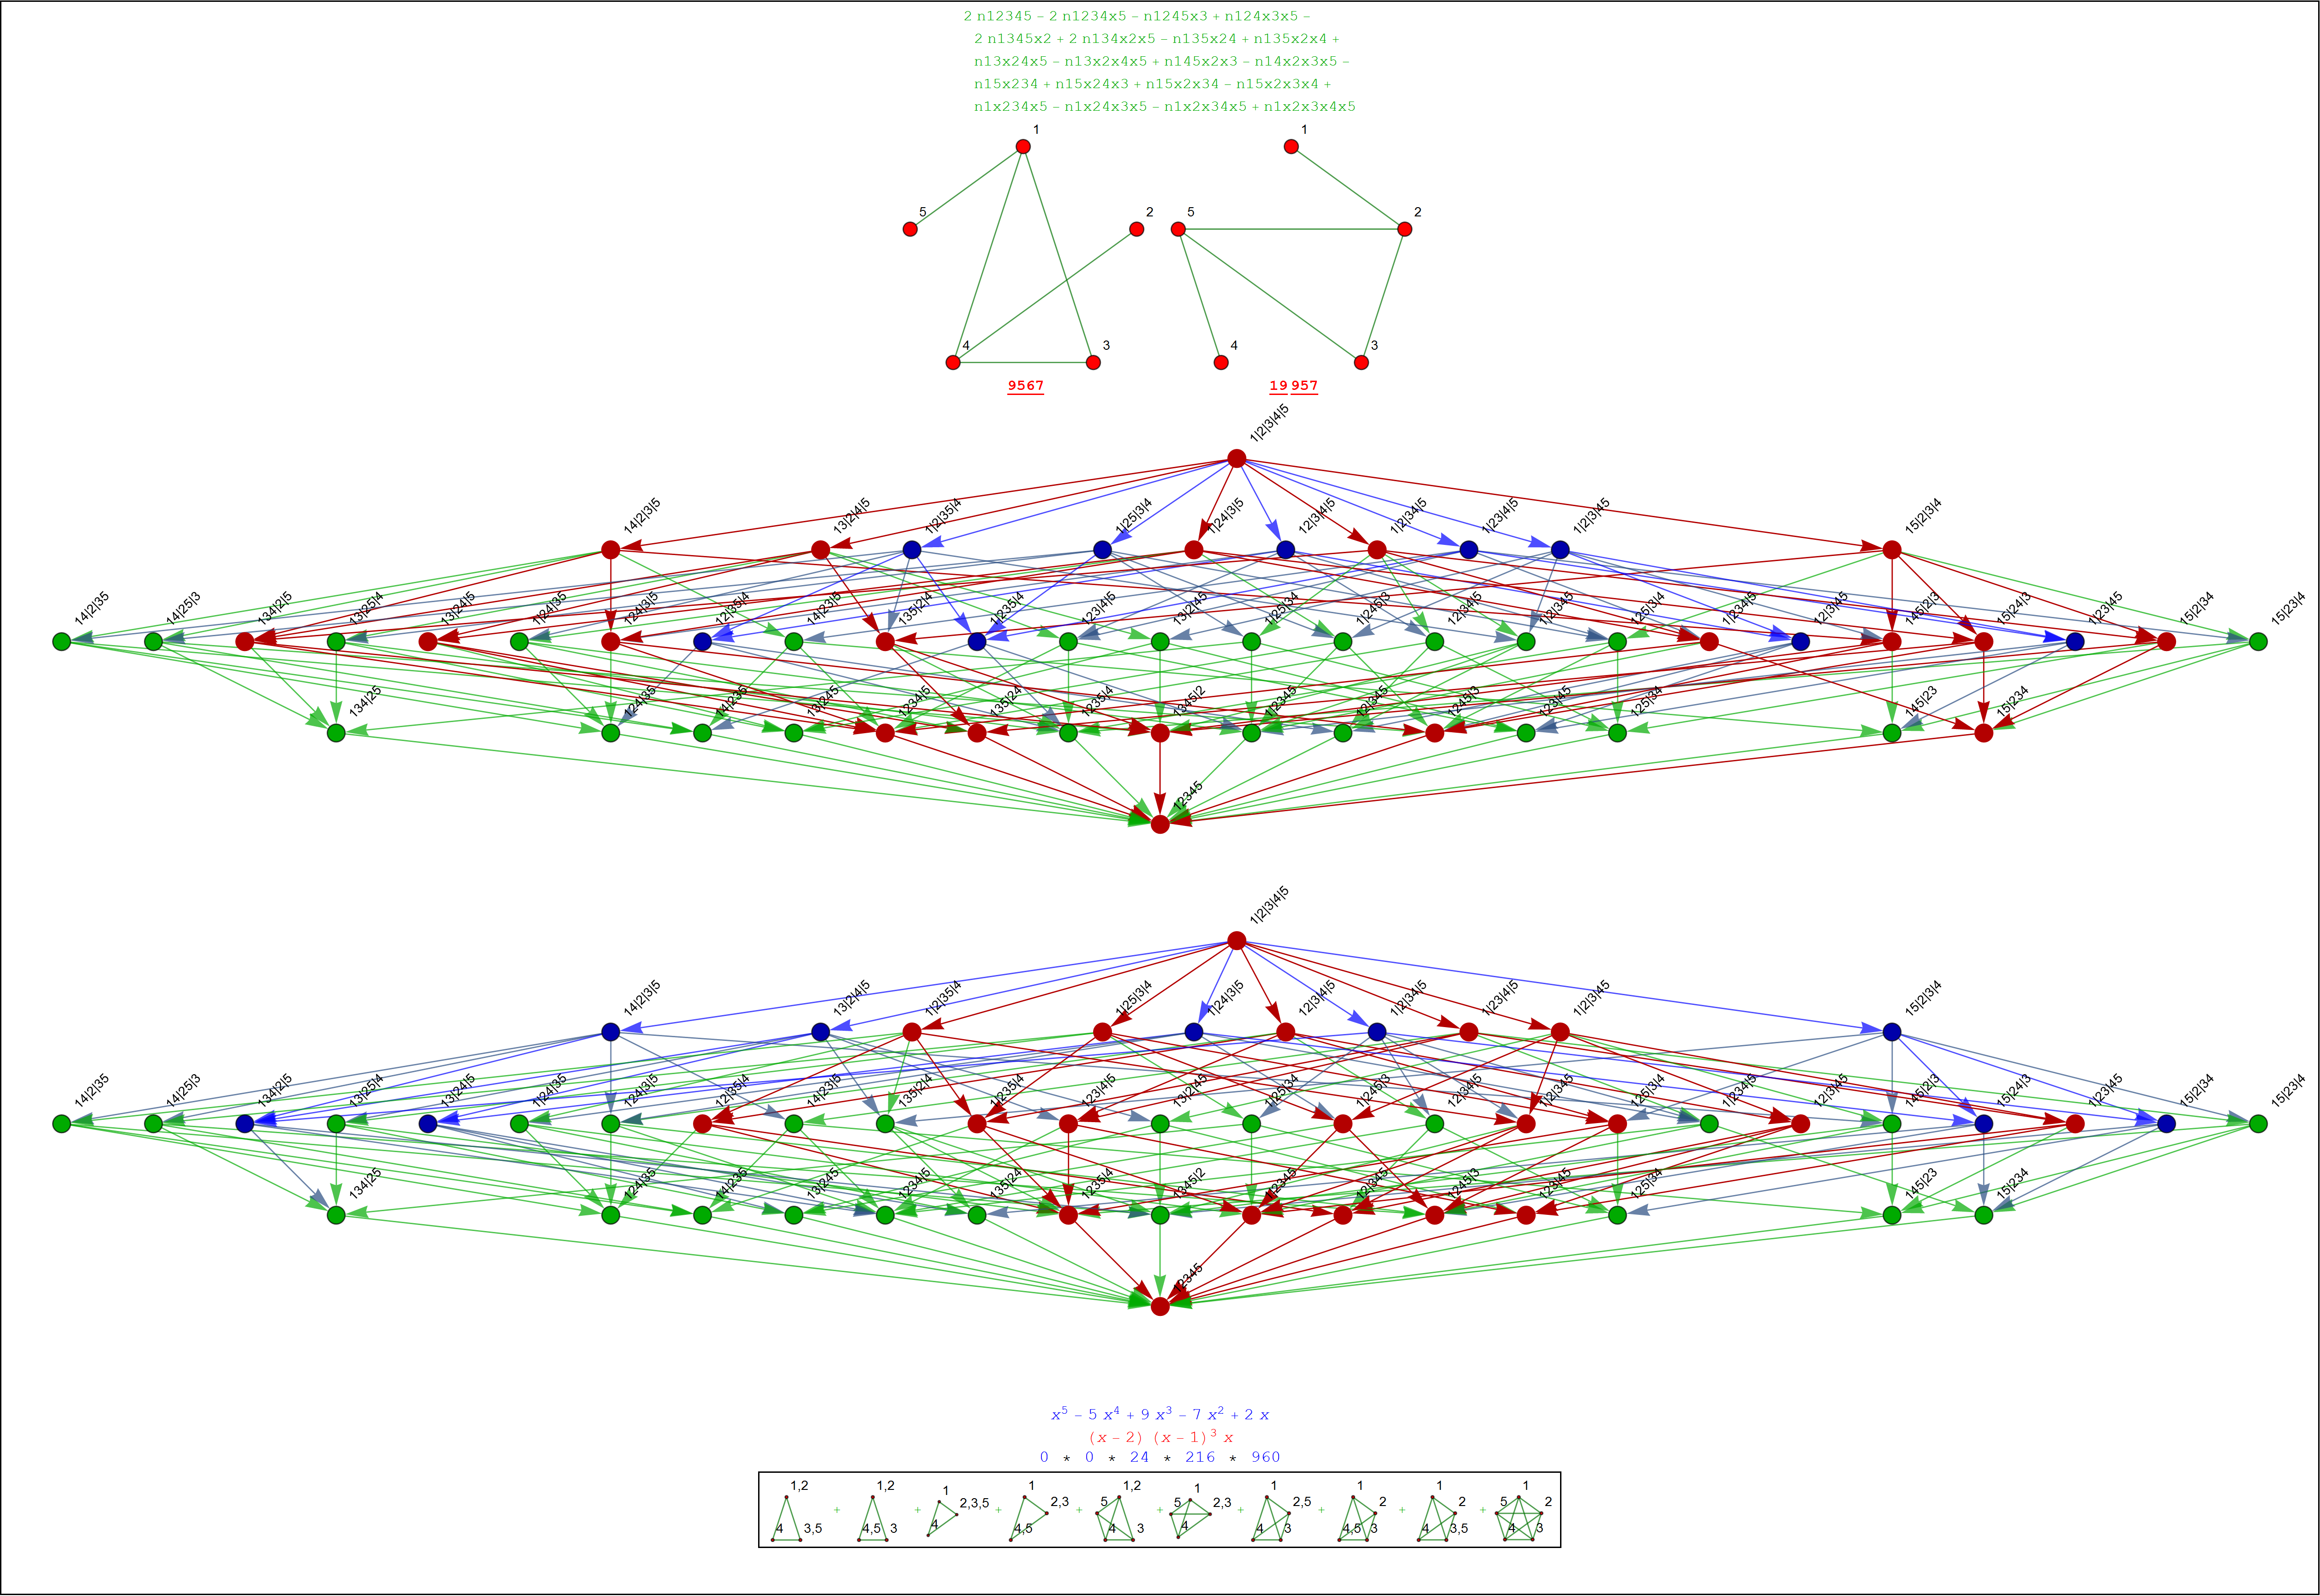 2 n12345 − 2 n1234x5 − n1245x3 + n124x3x5 −
2 n1345x2 + 2 n134x2x5 − n135x24 + n135x2x4 +
n13x24x5 − n13x2x4x5 + n145x2x3 − n14x2x3x5 −
n15x234 + n15x24x3 + n15x2x34 − n15x2x3x4 +
n1x234x5 − n1x24x3x5 − n1x2x34x5 + n1x2x3x4x5
1 1
5 2 5 2
4 3 4 3
9567 19 957
1|2|3|4|5
14|2|3|5 13|2|4|5 1|2|35|4 1|25|3|4 1|24|3|5 12|3|4|5 1|2|34|5 1|23|4|5 1|2|3|45 15|2|3|4
14|2|35 14|25|3 134|2|5 13|25|4 13|24|5 1|24|35 124|3|5 12|35|4 14|23|5 135|2|4 1|235|4 123|4|5 13|2|45 1|25|34 1|245|3 12|34|5 1|2|345 125|3|4 1|234|5 12|3|45 145|2|3 15|24|3 1|23|45 15|2|34 15|23|4
134|25 124|35 14|235 13|245 1234|5 135|24 1235|4 1345|2 1|2345 12|345 1245|3 123|45 125|34 145|23 15|234
12345
1|2|3|4|5
14|2|3|5 13|2|4|5 1|2|35|4 1|25|3|4 1|24|3|5 12|3|4|5 1|2|34|5 1|23|4|5 1|2|3|45 15|2|3|4
14|2|35 14|25|3 134|2|5 13|25|4 13|24|5 1|24|35 124|3|5 12|35|4 14|23|5 135|2|4 1|235|4 123|4|5 13|2|45 1|25|34 1|245|3 12|34|5 1|2|345 125|3|4 1|234|5 12|3|45 145|2|3 15|24|3 1|23|45 15|2|34 15|23|4
134|25 124|35 14|235 13|245 1234|5 135|24 1235|4 1345|2 1|2345 12|345 1245|3 123|45 125|34 145|23 15|234
12345
x⁵ − 5 x⁴ + 9 x³ − 7 x² + 2 x
(x − 2) (x − 1)³ x
0 * 0 * 24 * 216 * 960
1,2 4 3,5 + 1,2 4,5 3 + 1 2,3,5 4 + 1 2,3 4,5 + 1,2 5 4 3 + 1 5 2,3 4 + 1 2,5 4 3 + 1 2 4,5 3 + 1 2 4 3,5 + 1 5 2 4 3